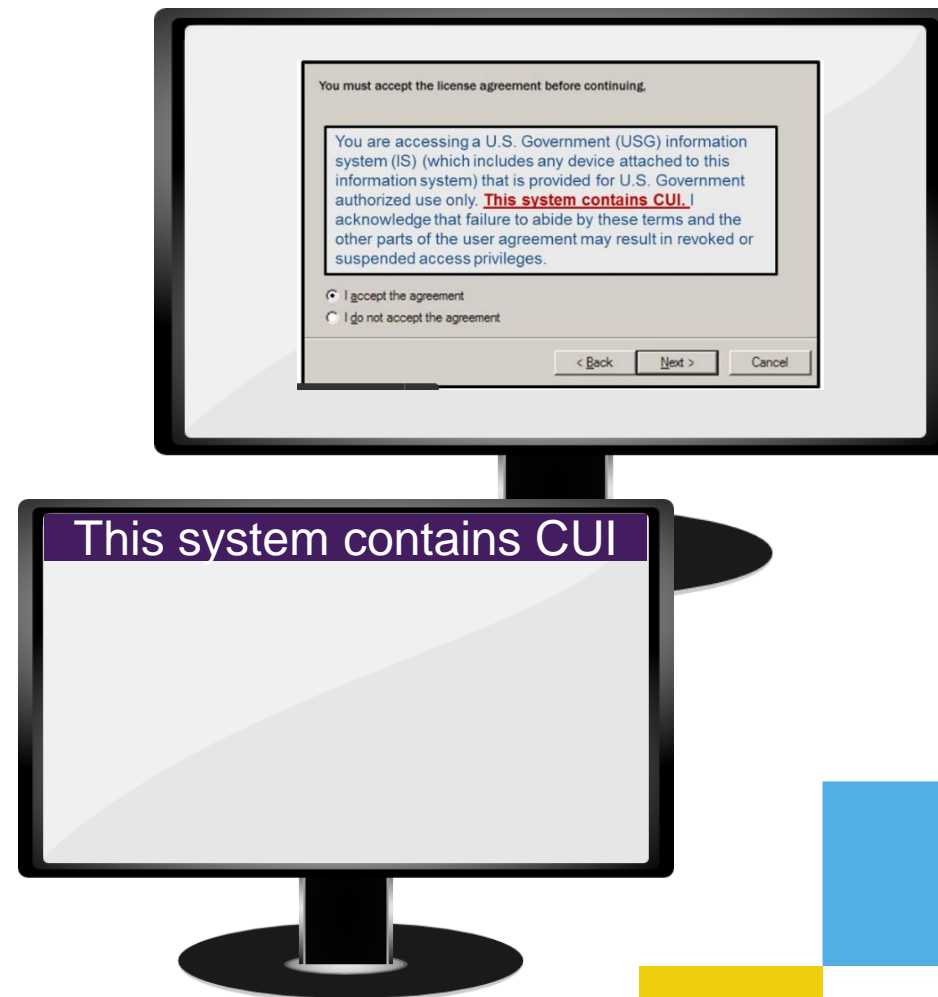 You must accept the license agreement before continuing,
You are accessing a U.S. Government (USG) information
system (IS) (which includes any device attached to this
information system) that is provided for U.S. Government
authorized use only. This system contains CUI. I
acknowledge that failure to abide by these terms and the
other parts of the user agreement may result in revoked or
suspended access privileges.
I accept the agreement
I do not accept the agreement
< Back Next > Cancel
This system contains CUI